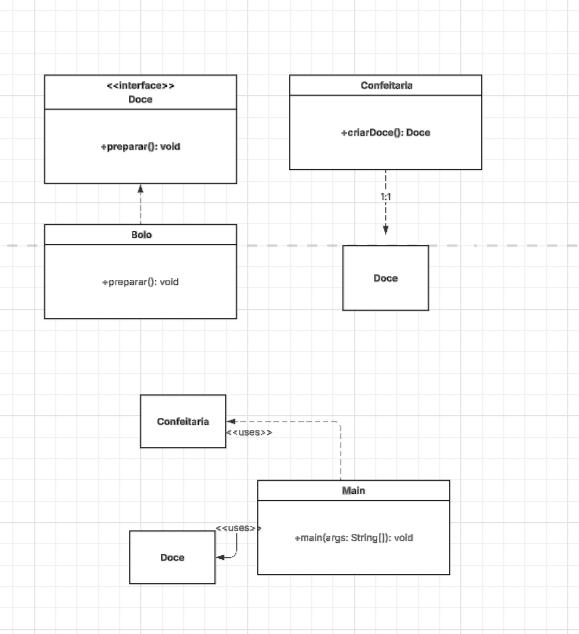 <<interface>>
Doce
+preparar(): void
Confeitaria
+criarDoce(): Doce
1:1
Bolo
+preparar(): void
Doce
Confeitaria
<<uses>>
Main
+main(args: String[]): void
<<uses>>
Doce